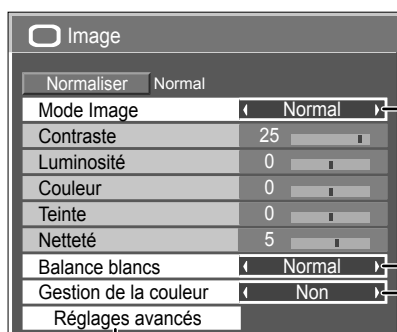 Image
Normaliser Normal
Mode Image Normal
Contraste 25
Luminosité 0
Couleur 0
Teinte 0
Netteté 5
Balance blancs Normal
Gestion de la couleur Non
Réglages avancés